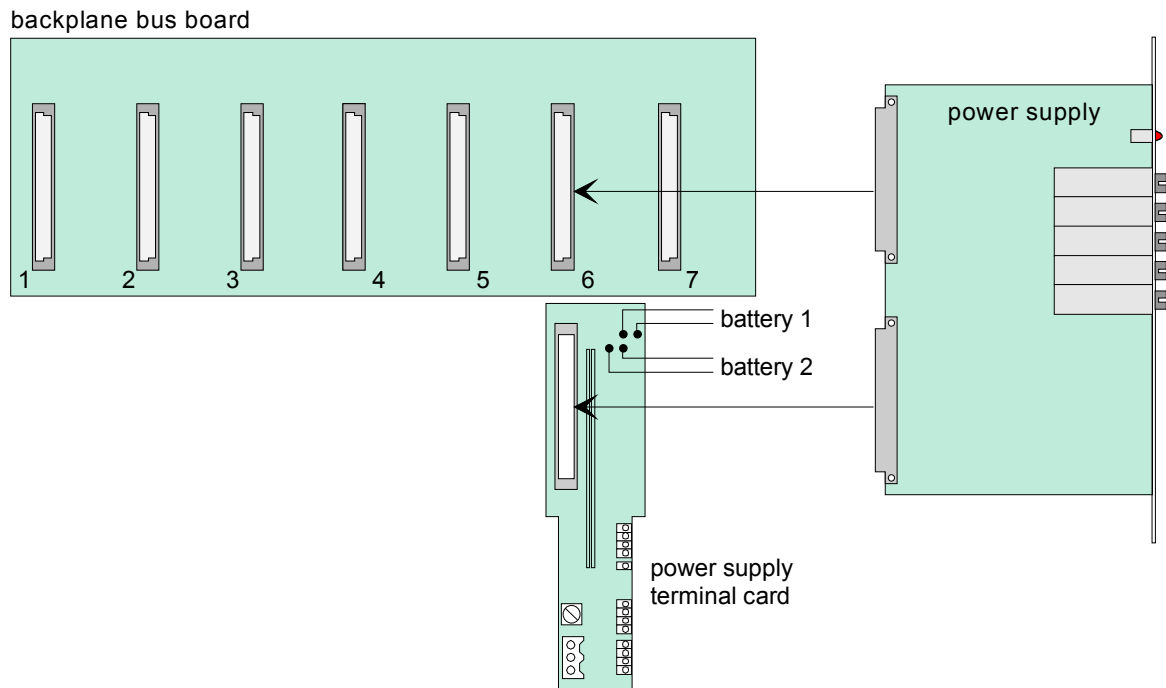 backplane bus board
power supply
1
2
3
4
5
6
7
battery 1
battery 2
power supply
terminal card